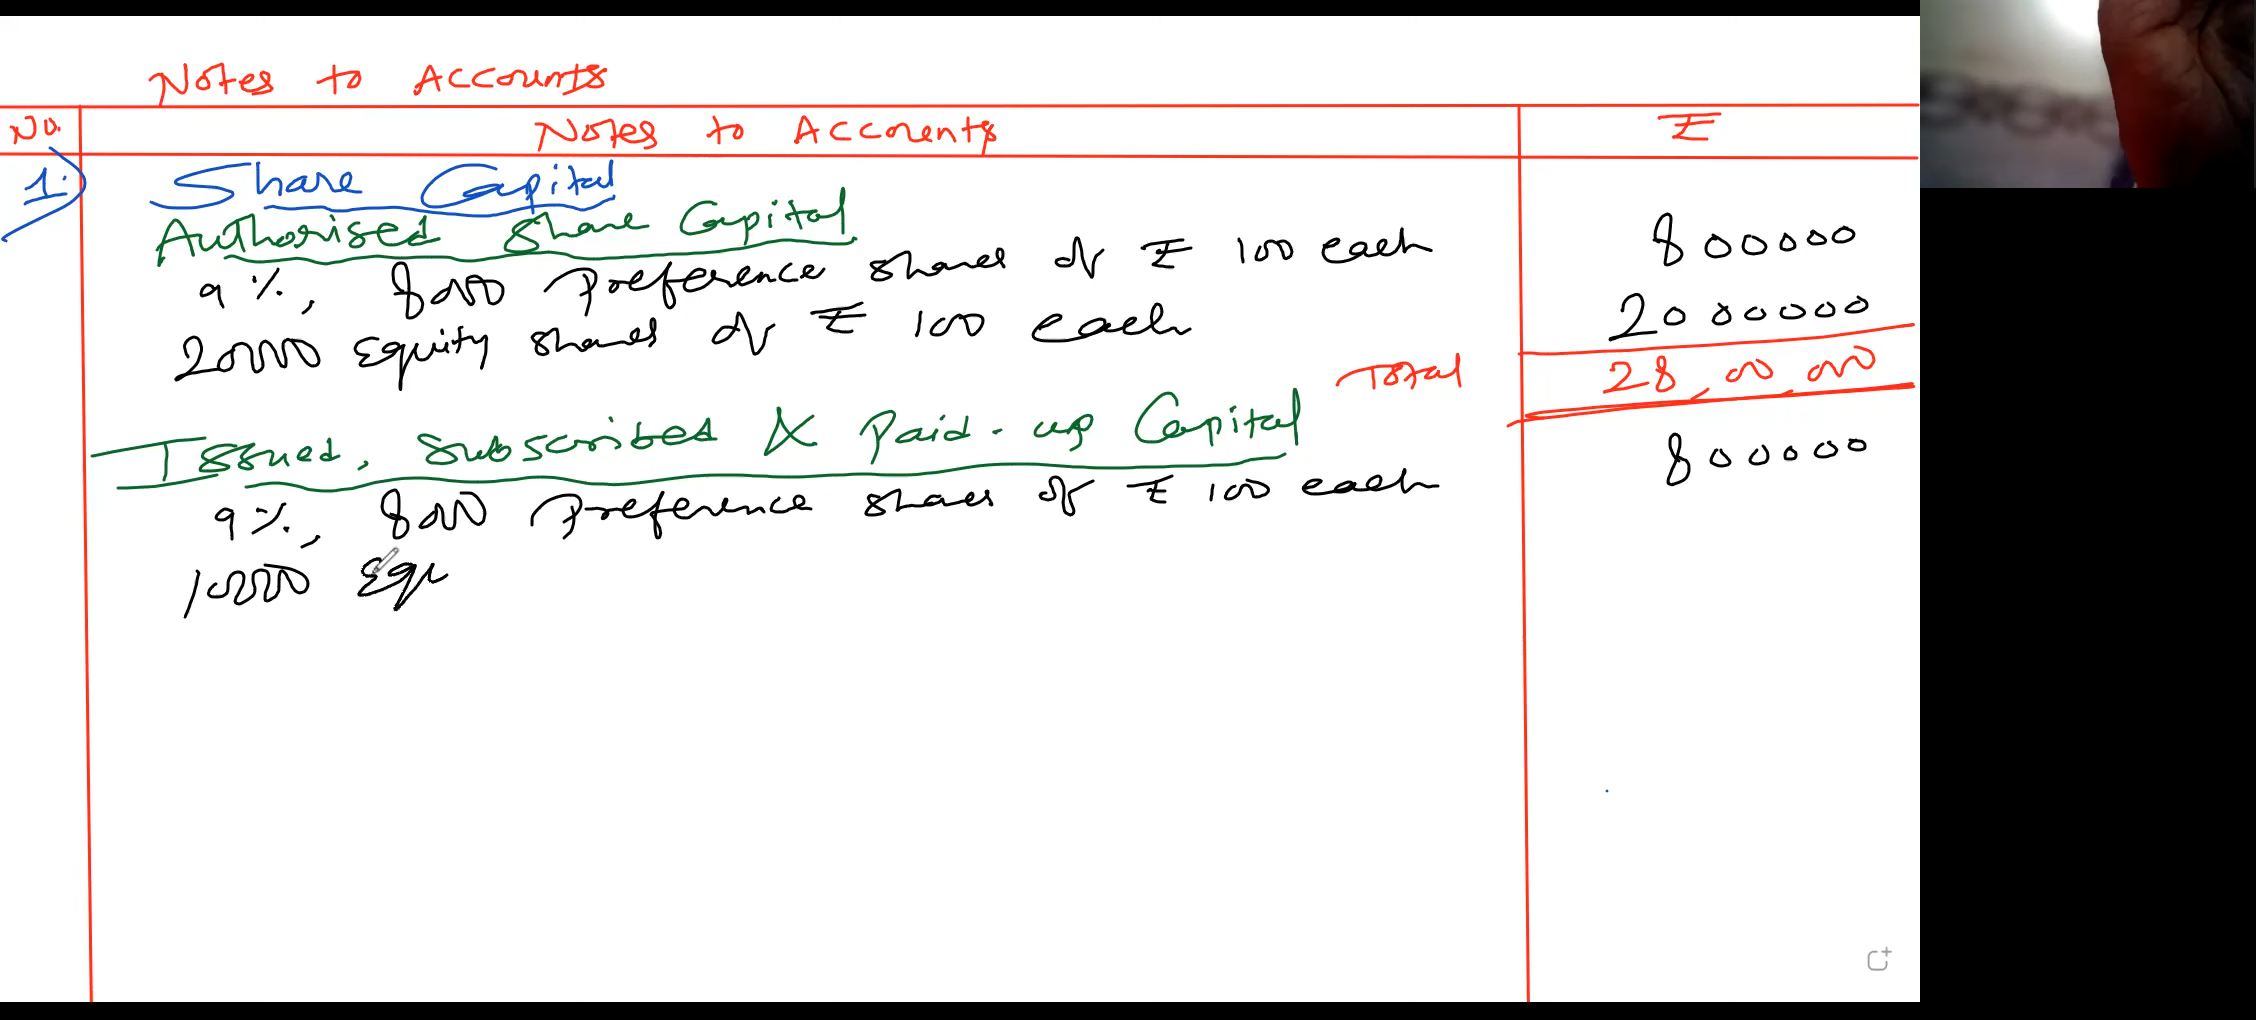 Notes to Accounts
No. Notes to Accounts ₹
1. Share Capital
Authorised Share Capital
9%, 8000 Preference shares of ₹ 100 each 800000
20000 Equity shares of ₹ 100 each 2000000
Total 28,00,000
Issued, Subscribed & Paid-up Capital
9%, 8000 Preference shares of ₹ 100 each 800000
10000 Equ